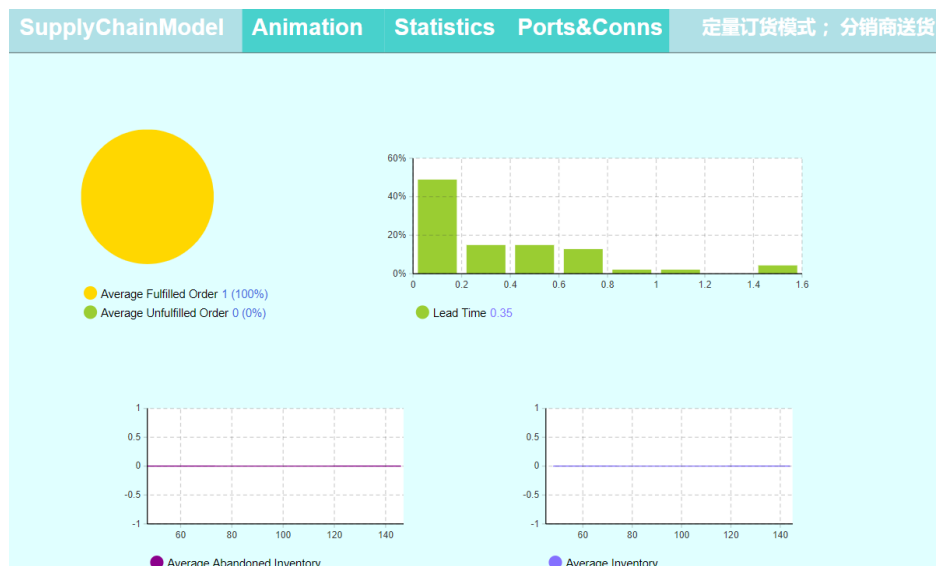 SupplyChainModel Animation Statistics Ports&Conns 定量订货模式； 分销商送货
60%
40%
20%
0%
0 0.2 0.4 0.6 0.8 1 1.2 1.4 1.6
Average Fulfilled Order 1 (100%)
Average Unfulfilled Order 0 (0%)
Lead Time 0.35
1
0.5
0
-0.5
-1
60 80 100 120 140
Average Abandoned Inventory
1
0.5
0
-0.5
-1
60 80 100 120 140
Average Inventory